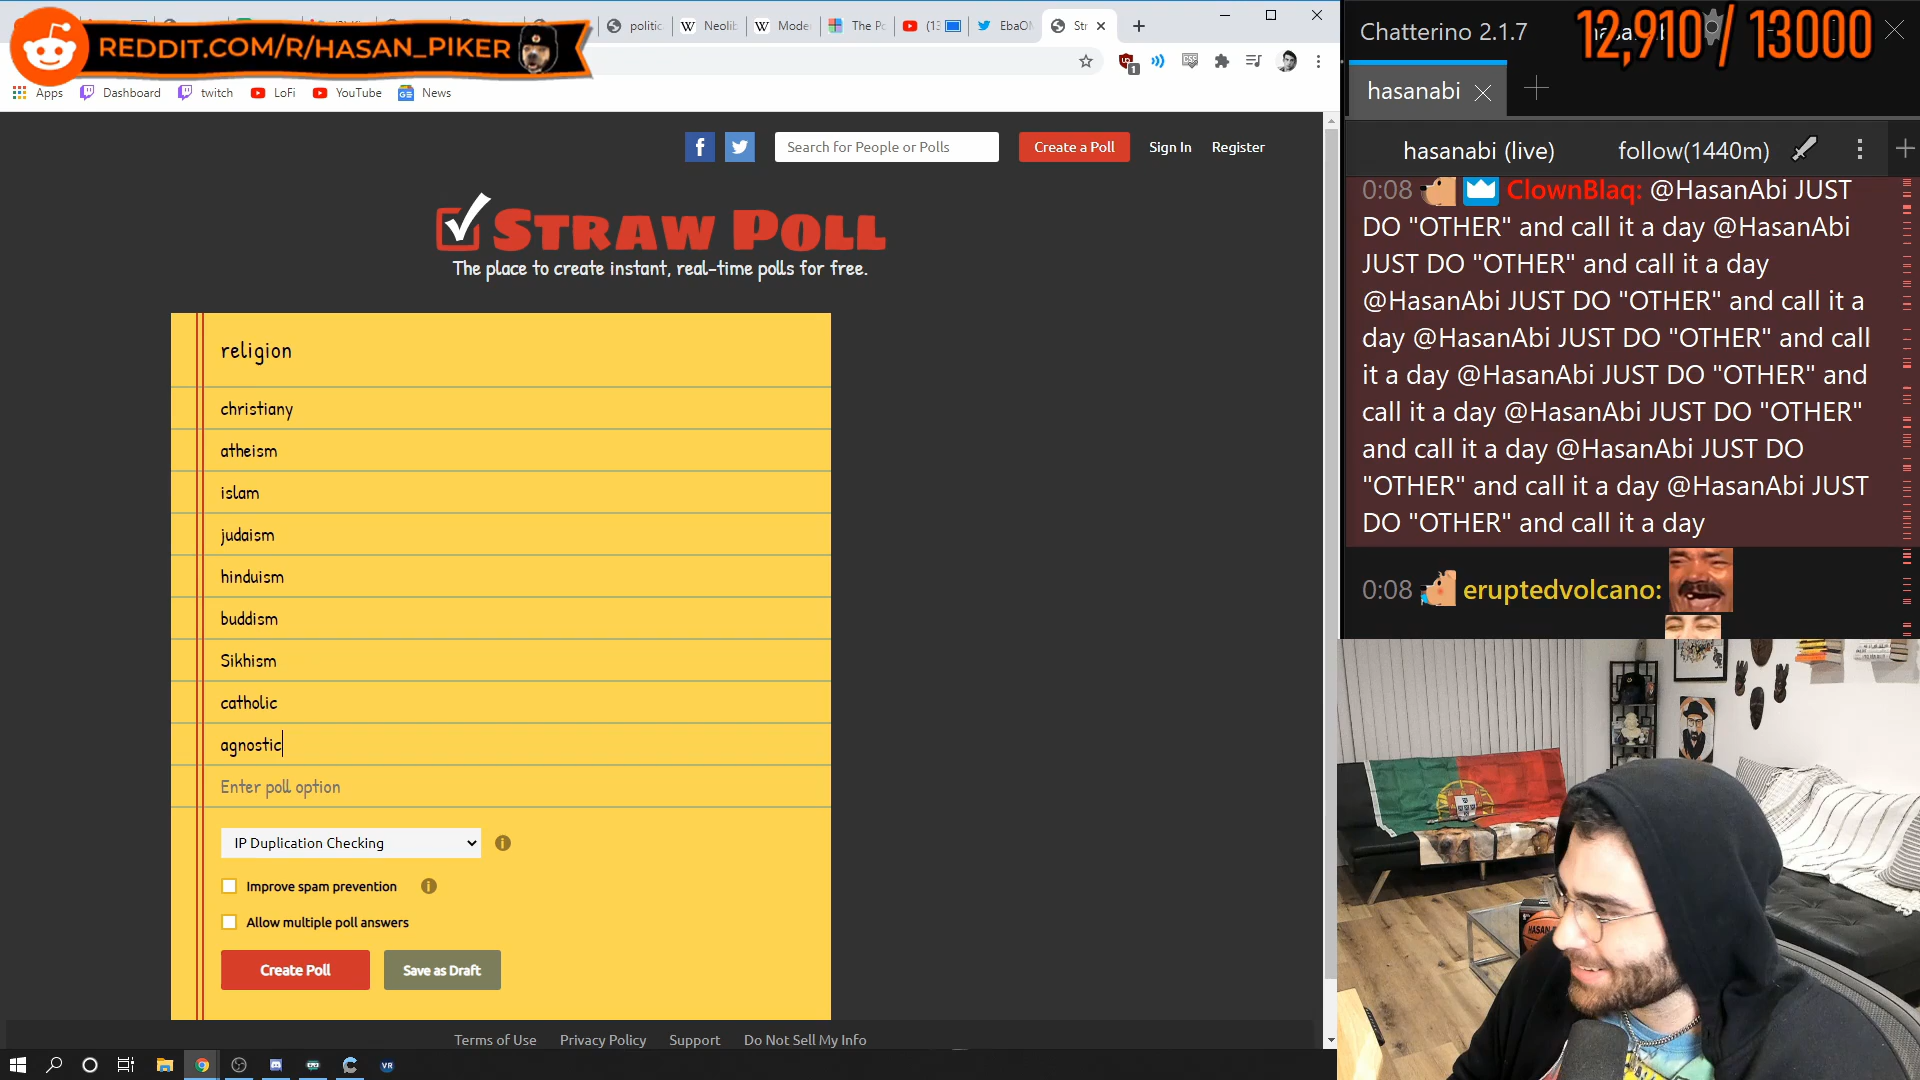 REDDIT.COM/R/HASAN_PIKER
politic
Neolib
Mode
The Po
(13
EbaON
Str
Apps
Dashboard
twitch
LoFi
YouTube
News
Search for People or Polls
Create a Poll
Sign In
Register
STRAW POLL
The place to create instant, real-time polls for free.
religion
christiany
atheism
islam
judaism
hinduism
buddism
Sikhism
catholic
agnostic
Enter poll option
IP Duplication Checking
Improve spam prevention
Allow multiple poll answers
Create Poll
Save as Draft
Terms of Use
Privacy Policy
Support
Do Not Sell My Info
Chatterino 2.1.7
12,910 / 13000
hasanabi
hasanabi (live)
follow(1440m)
0:08 ClownBlaq: @HasanAbi JUST
DO "OTHER" and call it a day @HasanAbi
JUST DO "OTHER" and call it a day
@HasanAbi JUST DO "OTHER" and call it a
day @HasanAbi JUST DO "OTHER" and call
it a day @HasanAbi JUST DO "OTHER" and
call it a day @HasanAbi JUST DO "OTHER"
and call it a day @HasanAbi JUST DO
"OTHER" and call it a day @HasanAbi JUST
DO "OTHER" and call it a day
0:08 eruptedvolcano: